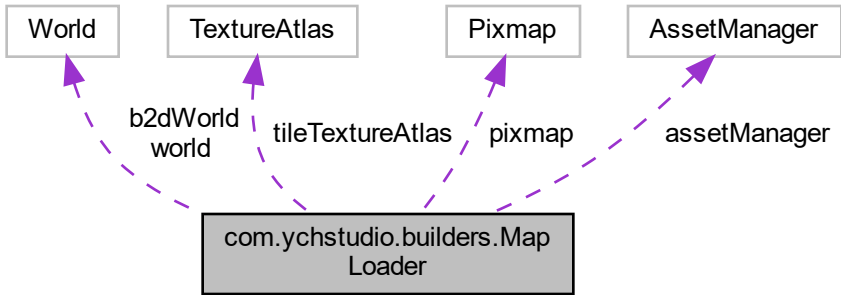 World
TextureAtlas
Pixmap
AssetManager
b2dWorld
world
tileTextureAtlas
pixmap
assetManager
com.ychstudio.builders.Map
Loader